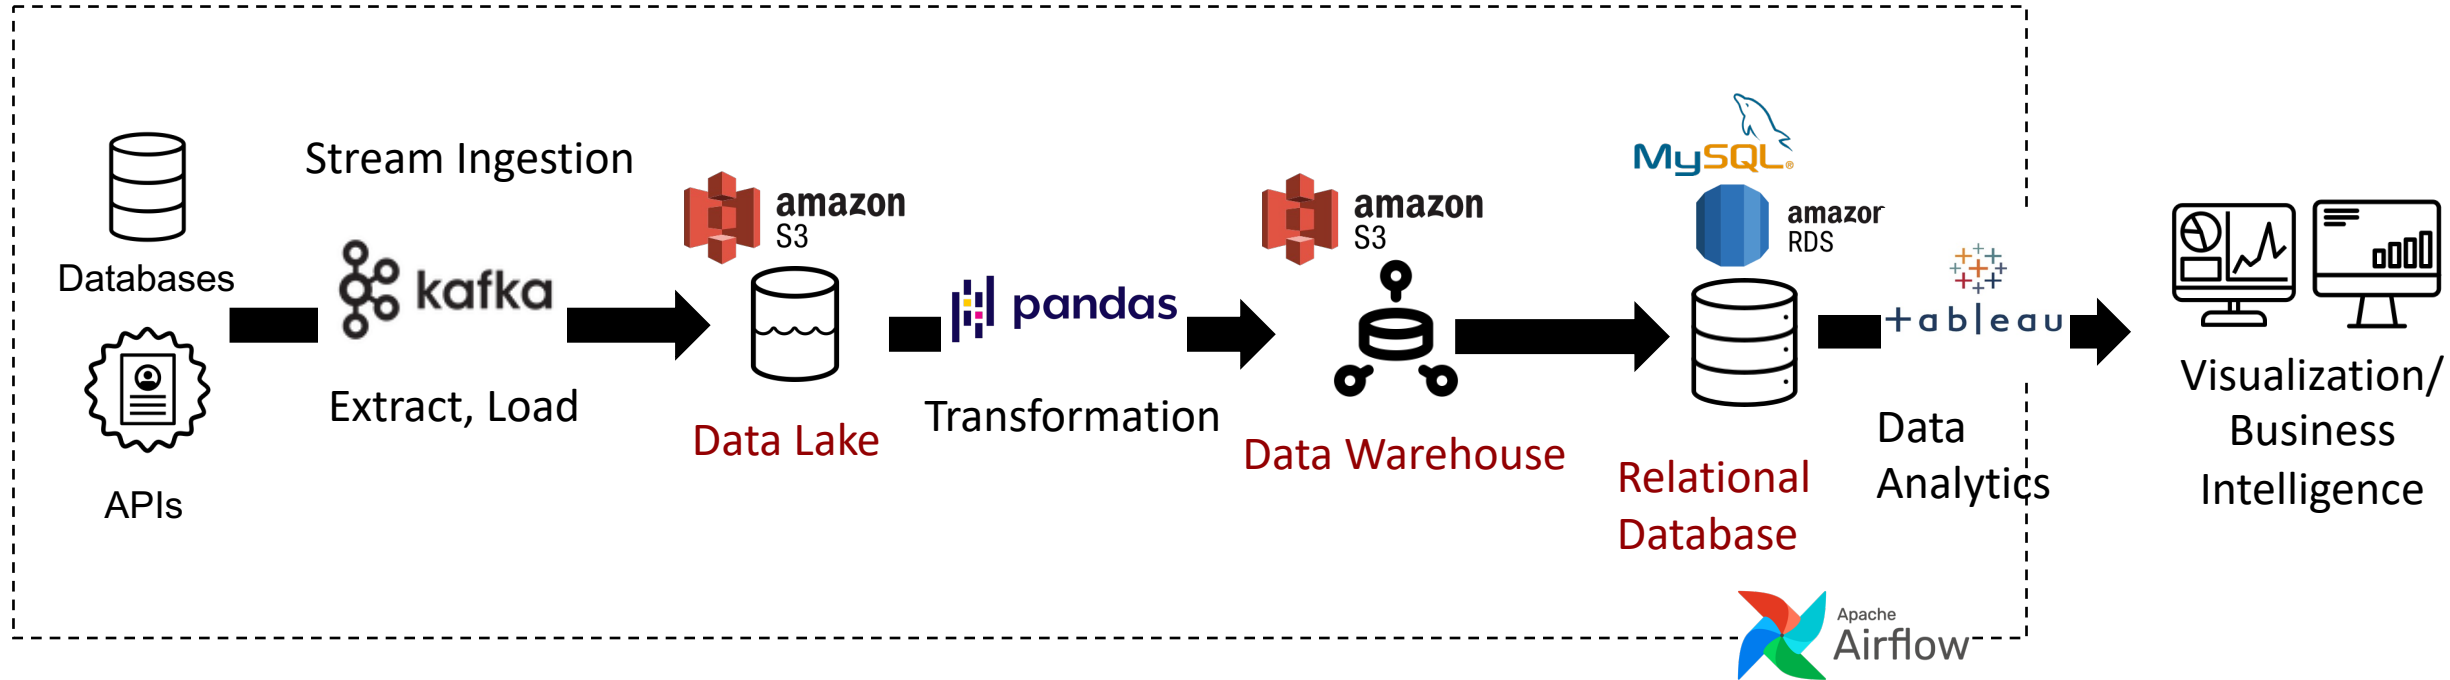 Databases
APIs
Stream Ingestion
kafka
Extract, Load
amazon
S3
Data Lake
pandas
Transformation
amazon
S3
Data Warehouse
MySQL®
amazon
RDS
Relational
Database
+ableau
Data
Analytics
Visualization/
Business
Intelligence
Apache
Airflow